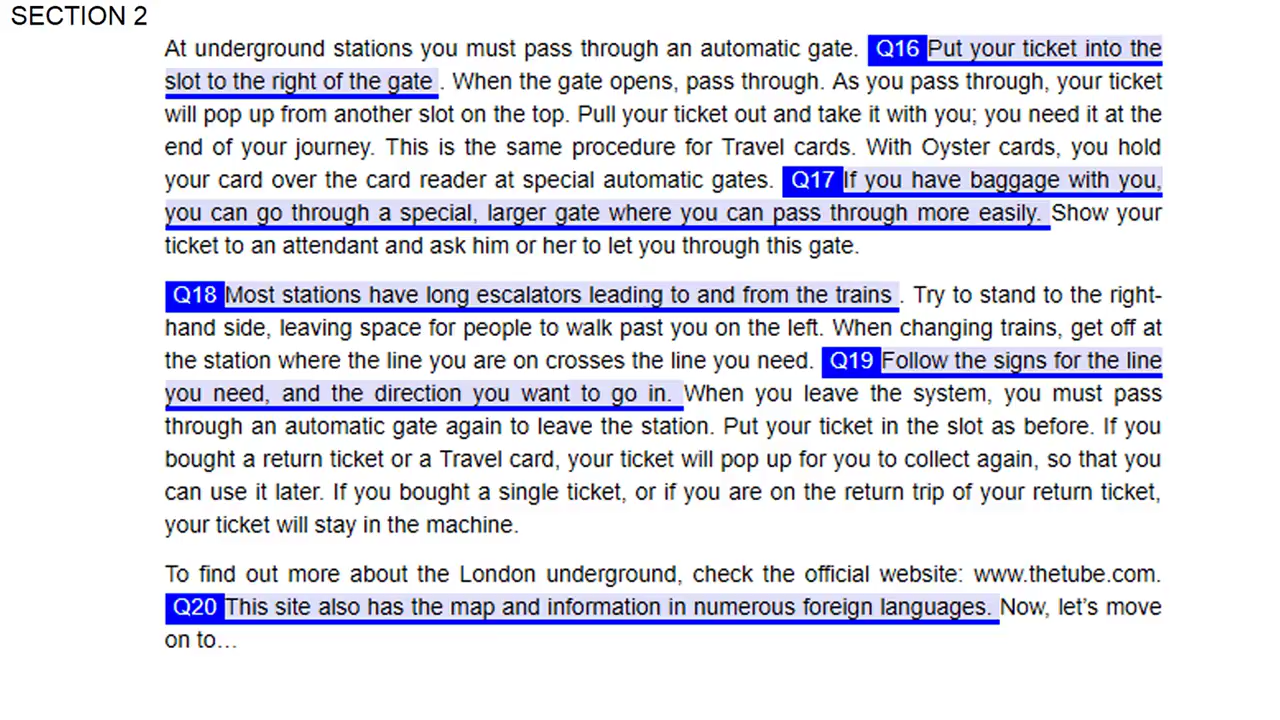 SECTION 2
At underground stations you must pass through an automatic gate. Q16 Put your ticket into the
slot to the right of the gate . When the gate opens, pass through. As you pass through, your ticket
will pop up from another slot on the top. Pull your ticket out and take it with you; you need it at the
end of your journey. This is the same procedure for Travel cards. With Oyster cards, you hold
your card over the card reader at special automatic gates. Q17 If you have baggage with you,
you can go through a special, larger gate where you can pass through more easily. Show your
ticket to an attendant and ask him or her to let you through this gate.
Q18 Most stations have long escalators leading to and from the trains . Try to stand to the right-
hand side, leaving space for people to walk past you on the left. When changing trains, get off at
the station where the line you are on crosses the line you need. Q19 Follow the signs for the line
you need, and the direction you want to go in. When you leave the system, you must pass
through an automatic gate again to leave the station. Put your ticket in the slot as before. If you
bought a return ticket or a Travel card, your ticket will pop up for you to collect again, so that you
can use it later. If you bought a single ticket, or if you are on the return trip of your return ticket,
your ticket will stay in the machine.
To find out more about the London underground, check the official website: www.thetube.com.
Q20 This site also has the map and information in numerous foreign languages. Now, let’s move
on to…